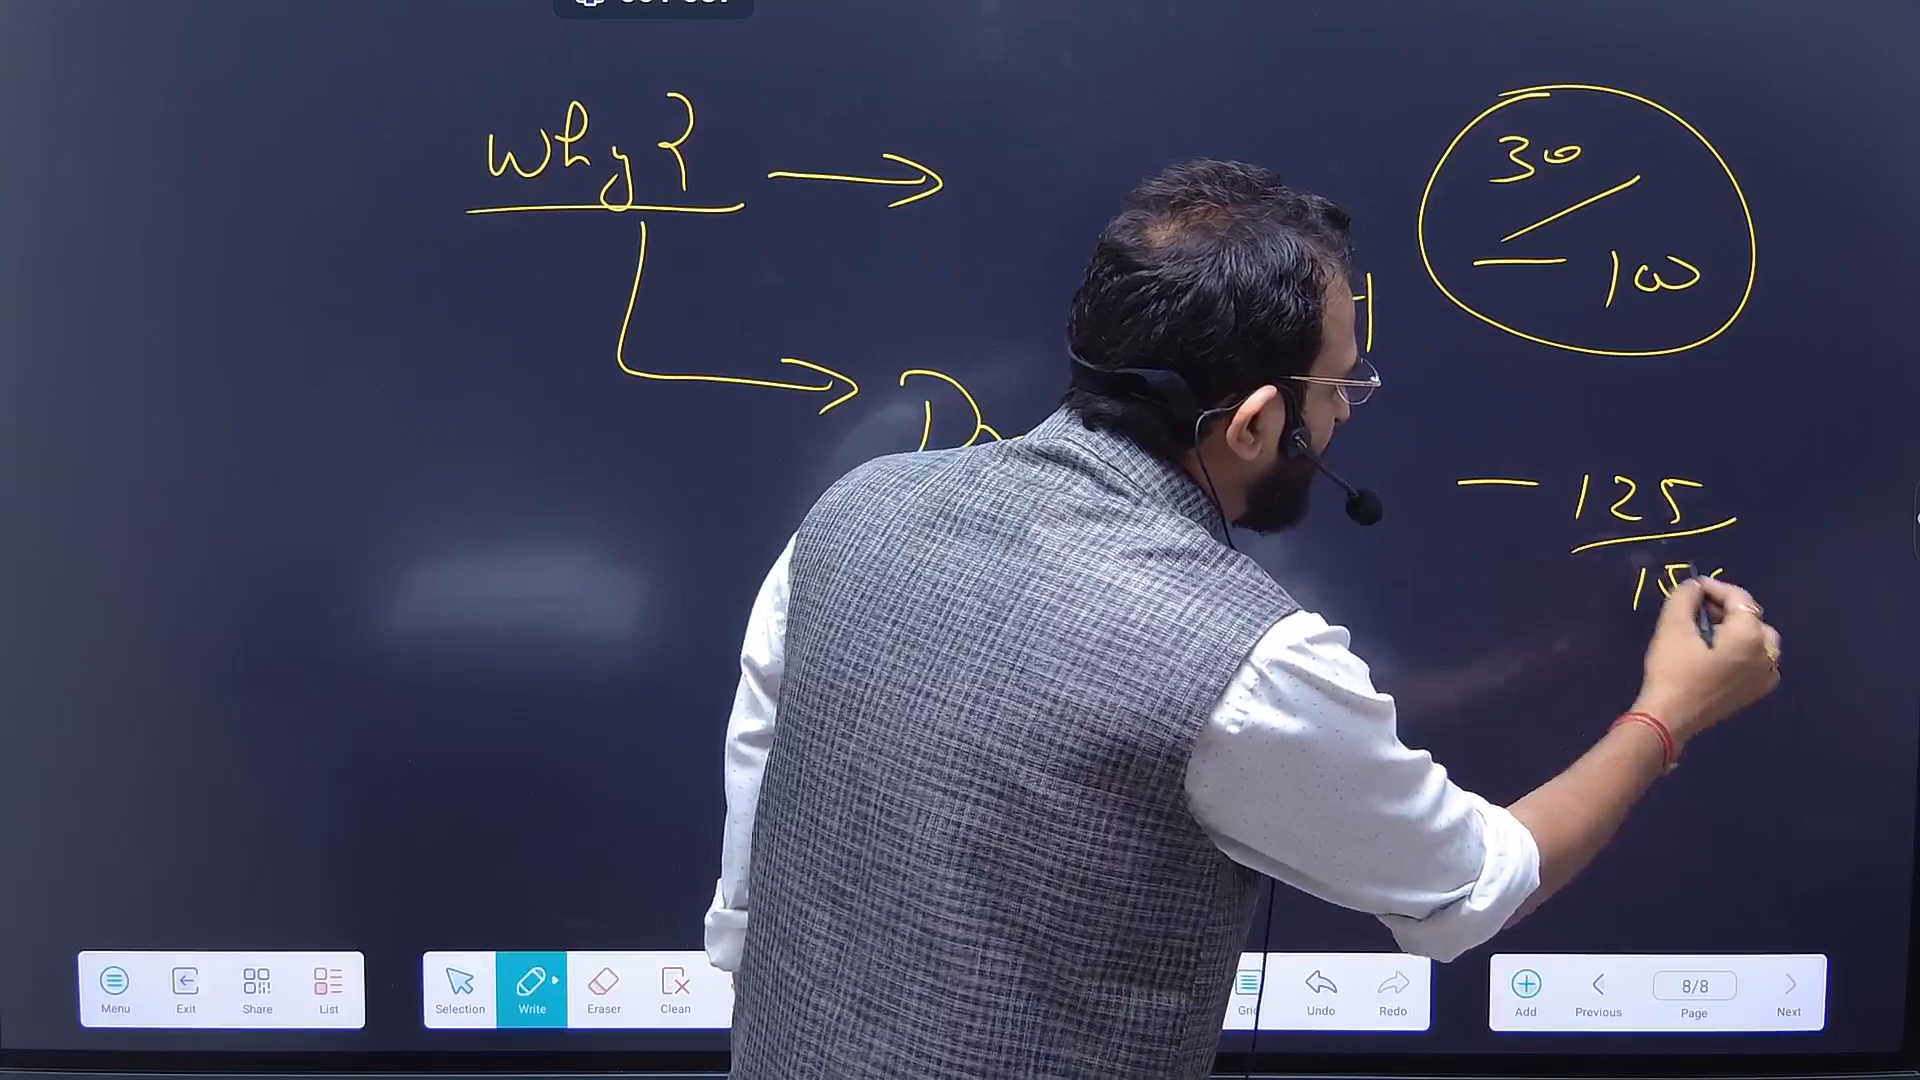 Why?
30
100
125
Menu
Exit
Share
List
Selection
Write
Eraser
Clean
Undo
Redo
Add
Previous
8/8
Page
Next